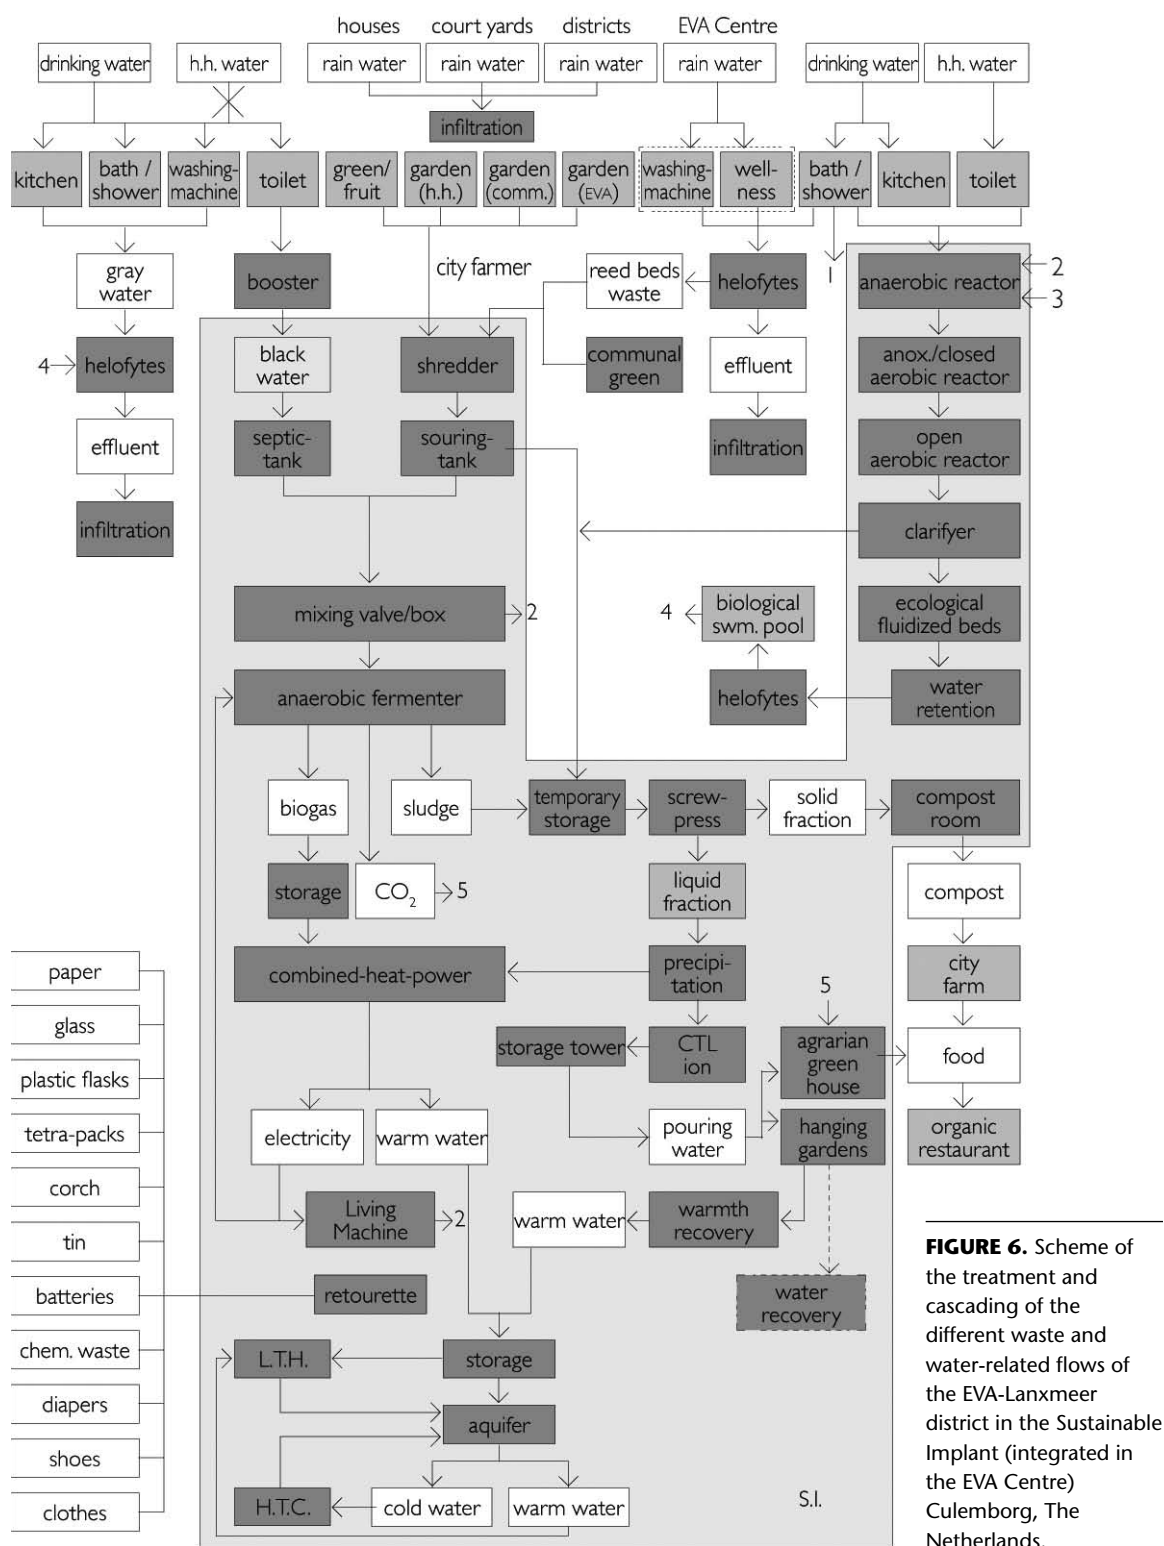 houses
court yards
districts
EVA Centre
drinking water
h.h. water
rain water
rain water
rain water
rain water
drinking water
h.h. water
infiltration
kitchen
bath /
shower
washing-
machine
toilet
green/
fruit
garden
(h.h.)
garden
(comm.)
garden
(EVA)
washing-
machine
well-
ness
bath /
shower
kitchen
toilet
gray
water
booster
city farmer
reed beds
waste
helofytes
1
anaerobic reactor
2
3
4
helofytes
black
water
shredder
communal
green
effluent
anox./closed
aerobic reactor
effluent
septic-
tank
souring-
tank
infiltration
open
aerobic reactor
infiltration
clarifyer
mixing valve/box
2
4
biological
swm. pool
ecological
fluidized beds
anaerobic fermenter
helofytes
water
retention
biogas
sludge
temporary
storage
screw-
press
solid
fraction
compost
room
storage
CO2
5
liquid
fraction
compost
paper
combined-heat-power
precipi-
tation
city
farm
5
glass
storage tower
CTL
ion
agrarian
green
house
food
plastic flasks
tetra-packs
electricity
warm water
pouring
water
hanging
gardens
organic
restaurant
corch
Living
Machine
2
warm water
warmth
recovery
tin
batteries
retourette
water
recovery
chem. waste
L.T.H.
storage
diapers
aquifer
shoes
clothes
H.T.C.
cold water
warm water
S.I.
FIGURE 6. Scheme of
the treatment and
cascading of the
different waste and
water-related flows of
the EVA-Lanxmeer
district in the Sustainable
Implant (integrated in
the EVA Centre)
Culemborg, The
Netherlands.